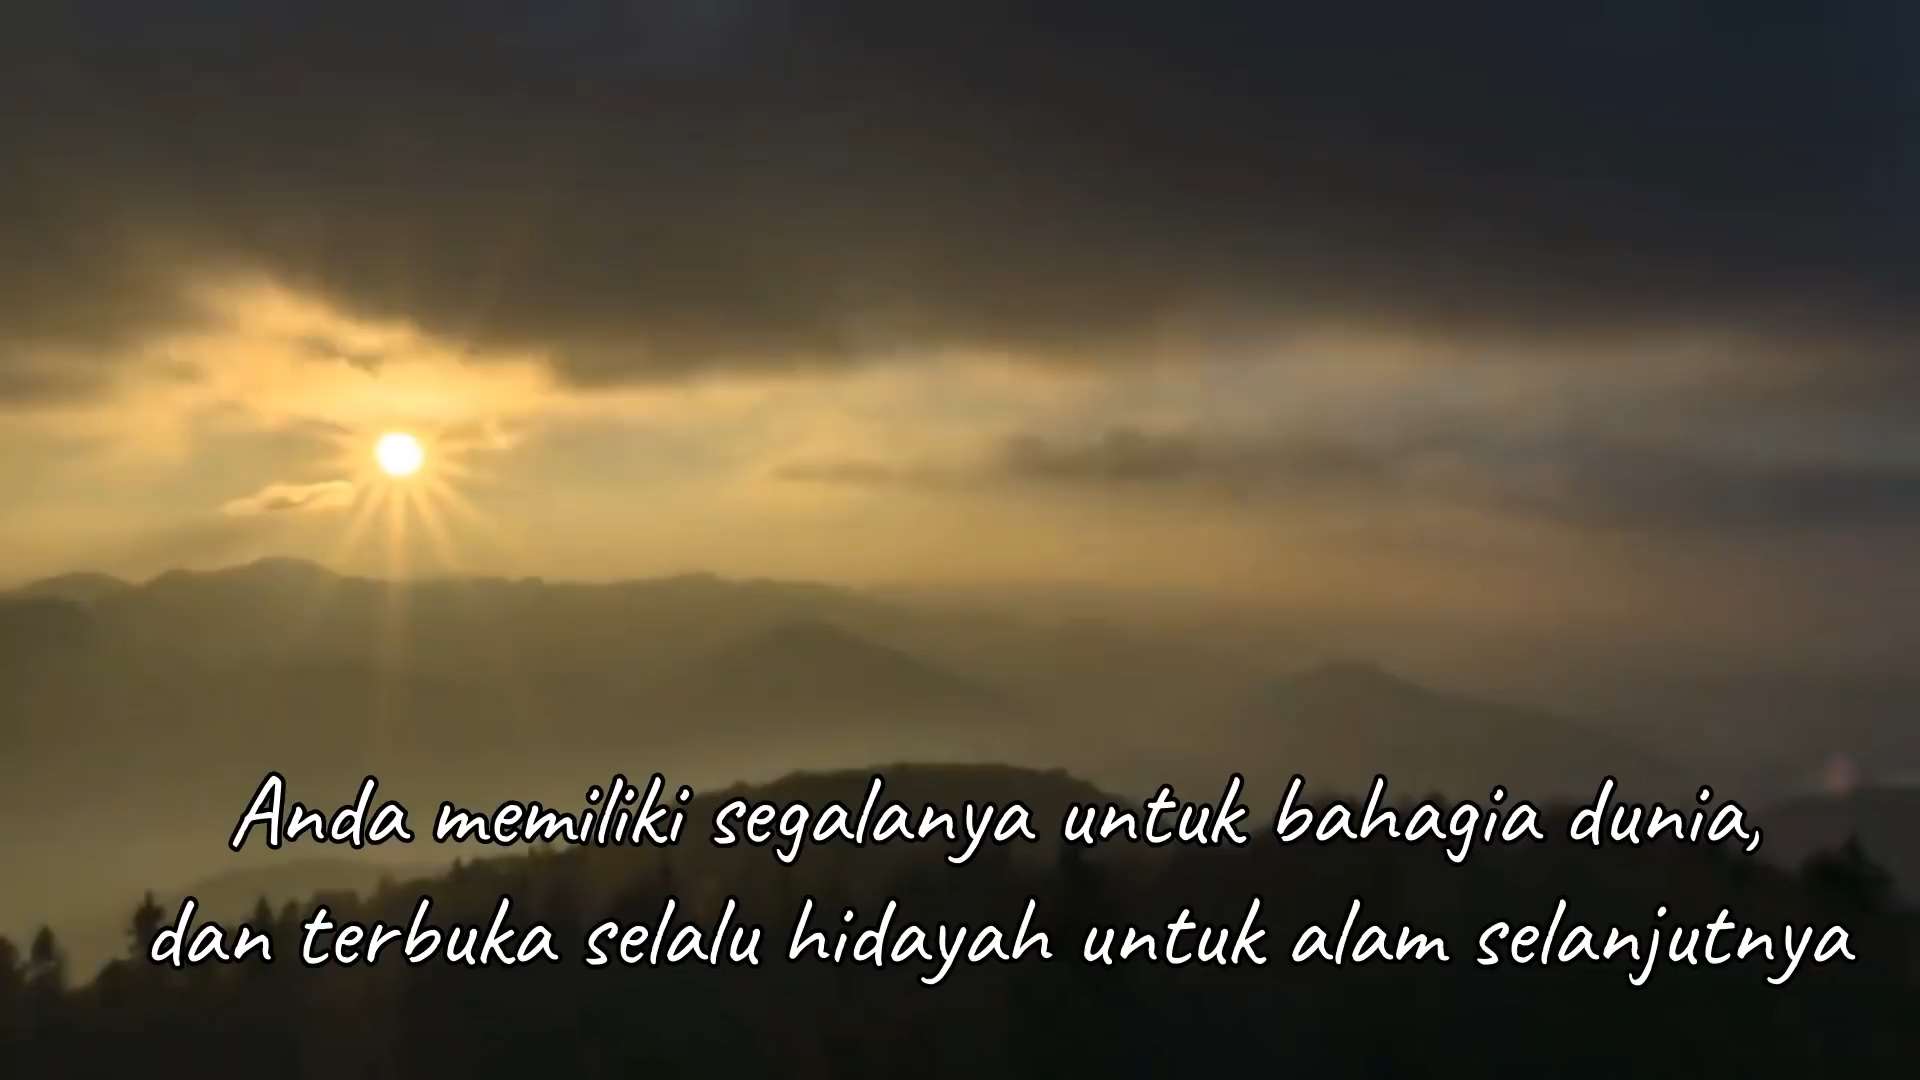 Anda memiliki segalanya untuk bahagia dunia,
dan terbuka selalu hidayah untuk alam selanjutnya